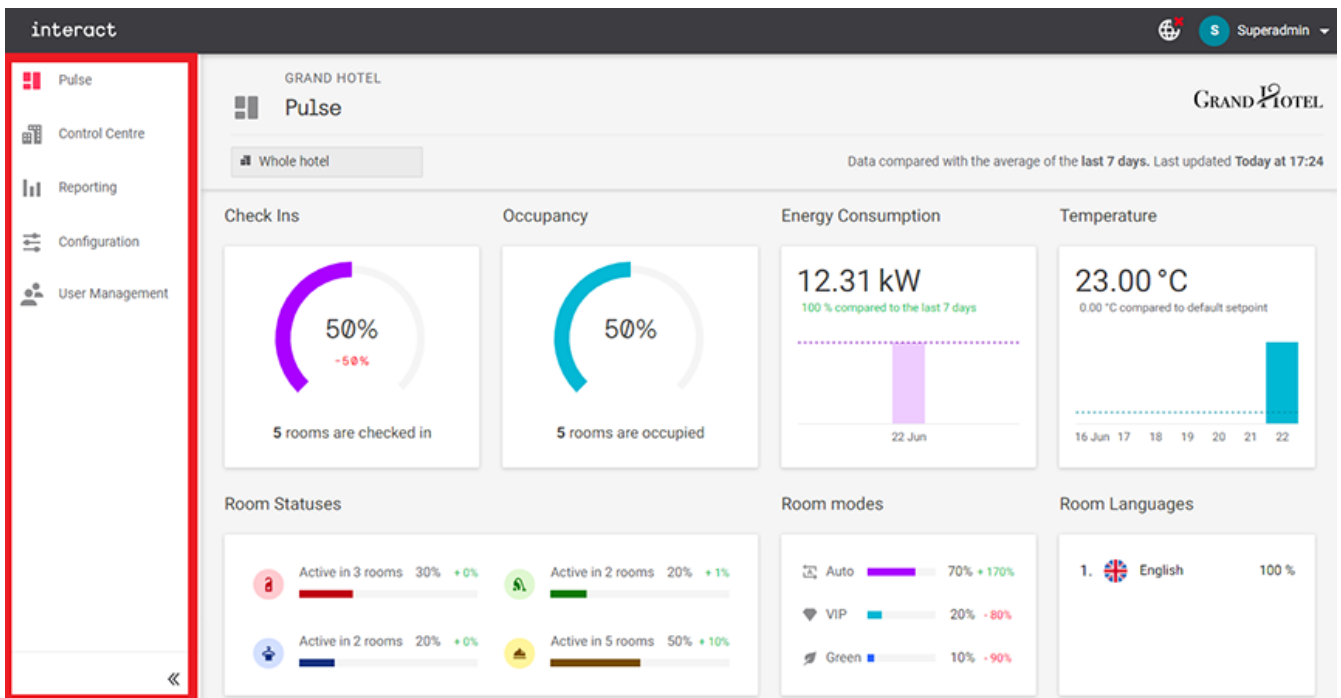 interact
S Superadmin
Pulse
Control Centre
Reporting
Configuration
User Management
GRAND HOTEL
Pulse
GRAND HOTEL
Whole hotel
Data compared with the average of the last 7 days. Last updated Today at 17:24
Check Ins
50%
-50%
5 rooms are checked in
Occupancy
50%
5 rooms are occupied
Energy Consumption
12.31 kW
100 % compared to the last 7 days
22 Jun
Temperature
23.00 °C
0.00 °C compared to default setpoint
16 Jun 17 18 19 20 21 22
Room Statuses
Active in 3 rooms 30% + 0%
Active in 2 rooms 20% + 1%
Active in 2 rooms 20% + 0%
Active in 5 rooms 50% + 10%
Room modes
Auto 70% + 170%
VIP 20% - 80%
Green 10% - 90%
Room Languages
1. English 100 %